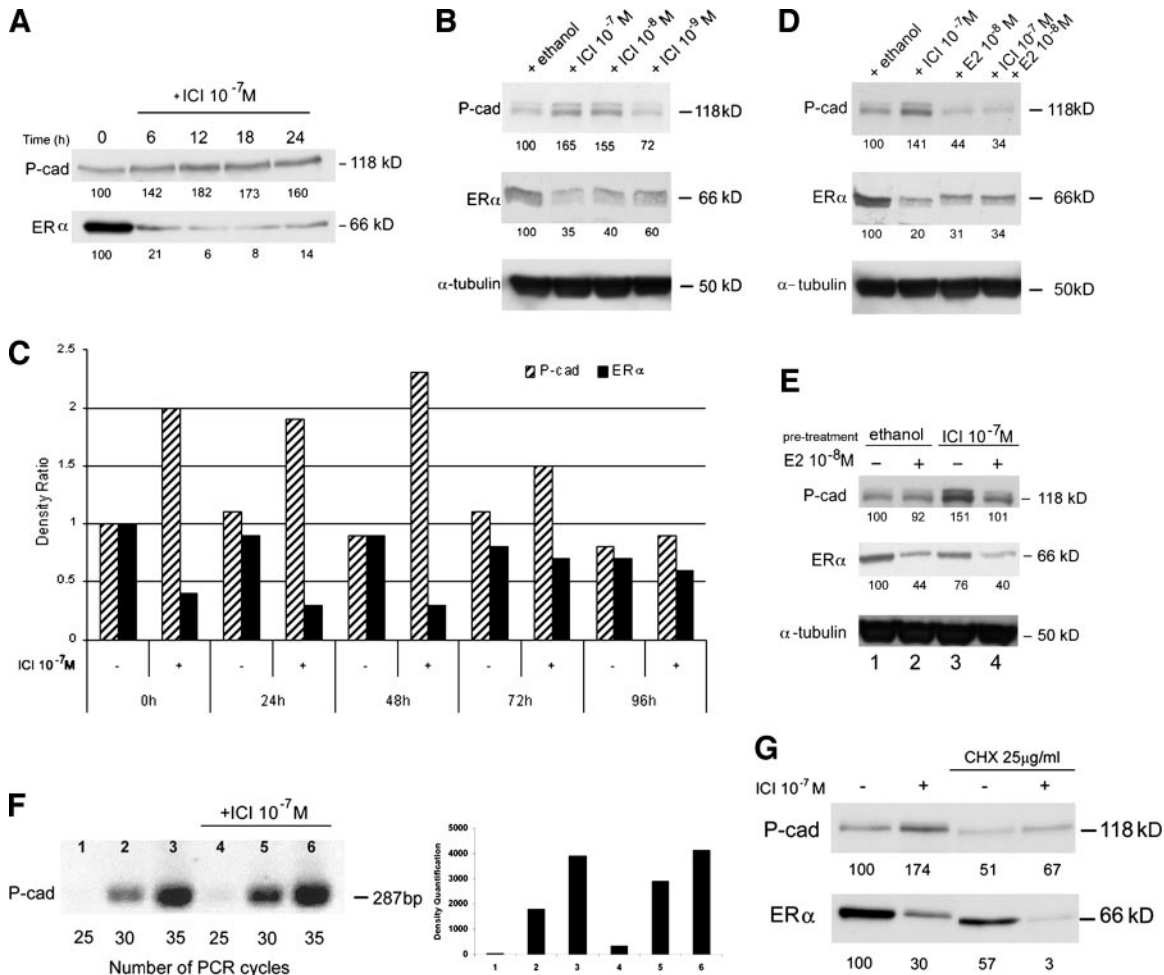 A
+ICI 10⁻⁷M
Time (h) 0 6 12 18 24
P-cad - 118 kD
100 142 182 173 160
ERα - 66 kD
100 21 6 8 14
B
+ ethanol
+ ICI 10⁻⁷M
+ ICI 10⁻⁸M
+ ICI 10⁻⁹M
P-cad – 118kD
100 165 155 72
ERα – 66 kD
100 35 40 60
α-tubulin – 50 kD
D
+ ethanol
+ ICI 10⁻⁷M
+ E2 10⁻⁸M
+ ICI 10⁻⁷M
+ E2 10⁻⁸M
P-cad – 118kD
100 141 44 34
ERα – 66kD
100 20 31 34
α– tubulin – 50kD
C
Density Ratio
2.5
2
1.5
1
0.5
0
P-cad ERα
ICI 10⁻⁷M - + - + - + - + - +
0h 24h 48h 72h 96h
E
pre-treatment ethanol ICI 10⁻⁷M
E2 10⁻⁸M – + – +
P-cad – 118 kD
100 92 151 101
ERα – 66 kD
100 44 76 40
α-tubulin – 50 kD
1 2 3 4
F
+ICI 10⁻⁷M
1 2 3 4 5 6
P-cad —287bp
25 30 35 25 30 35
Number of PCR cycles
Density Quantification
5000
4000
3000
2000
1000
0
1 2 3 4 5 6
G
CHX 25μg/ml
ICI 10⁻⁷M - + - +
P-cad —118kD
100 174 51 67
ERα — 66 kD
100 30 57 3